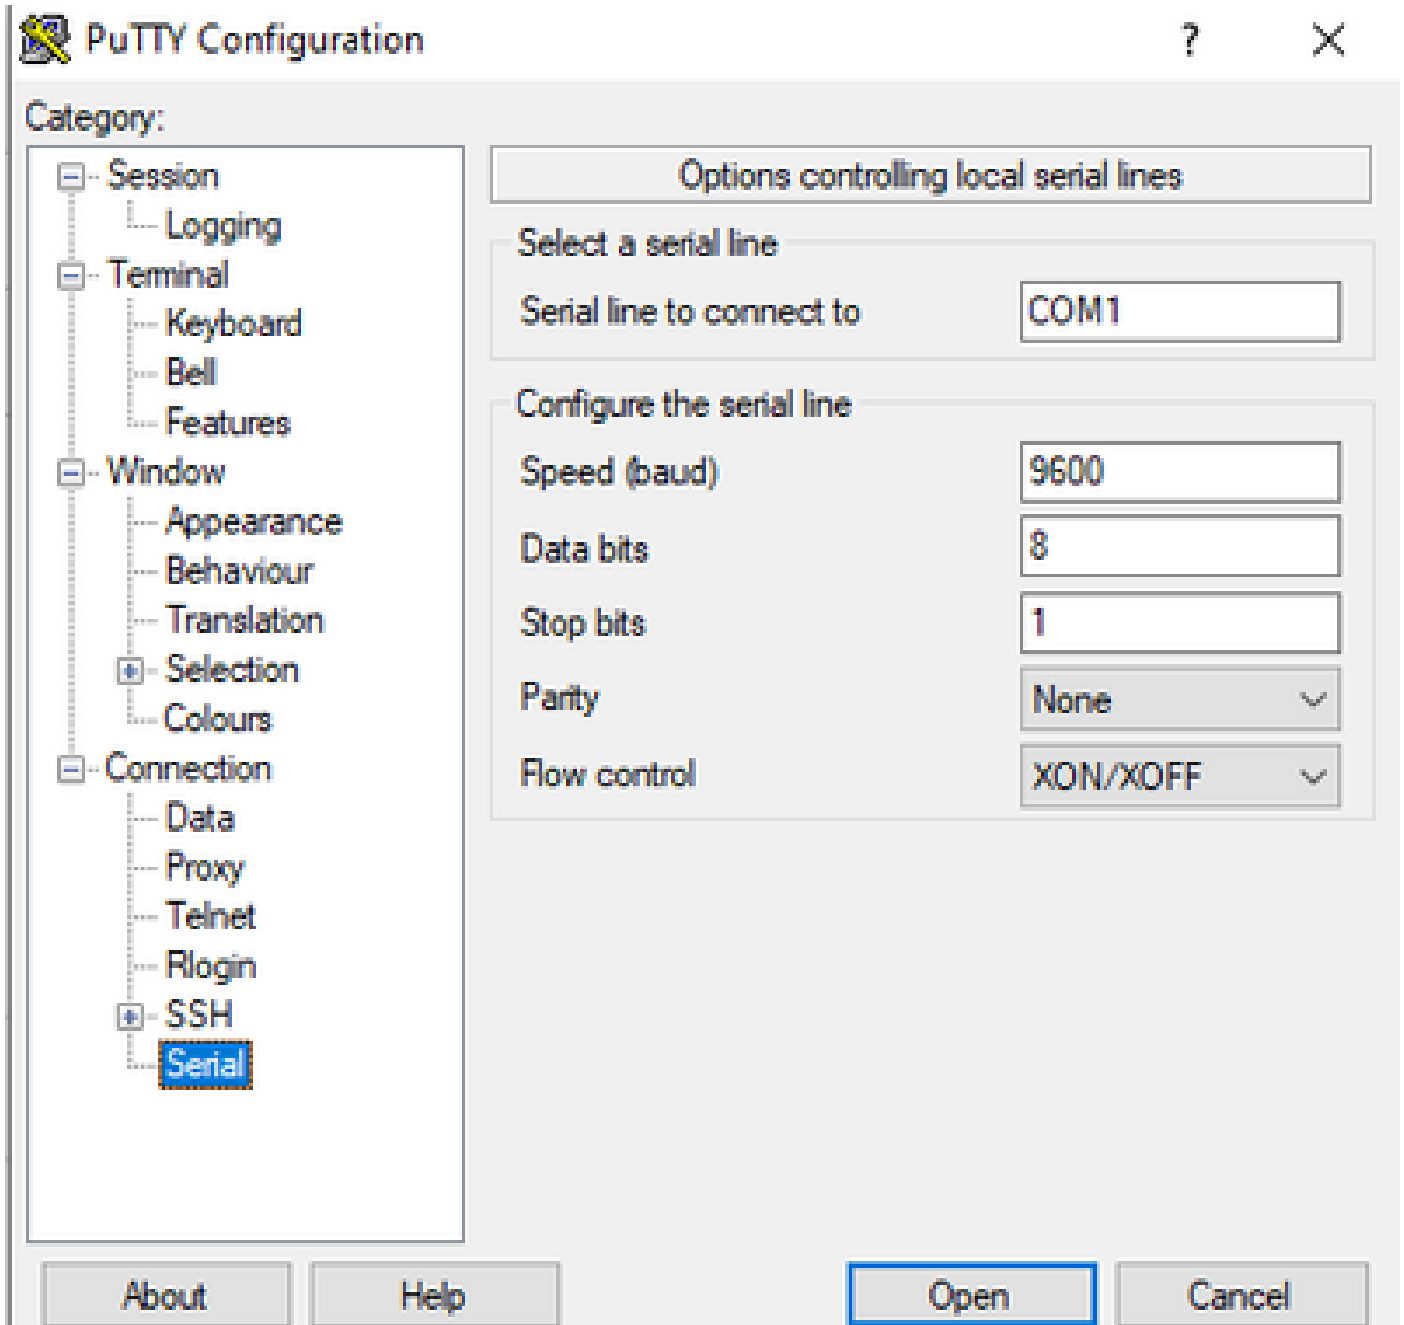 PuTTY Configuration
?
Category:
Session
Logging
Terminal
Keyboard
Bell
Features
Window
Appearance
Behaviour
Translation
Selection
Colours
Connection
Data
Proxy
Telnet
Rlogin
SSH
Serial
Options controlling local serial lines
Select a serial line
Serial line to connect to COM1
Configure the serial line
Speed (baud) 9600
Data bits 8
Stop bits 1
Parity None
Flow control XON/XOFF
About Help Open Cancel